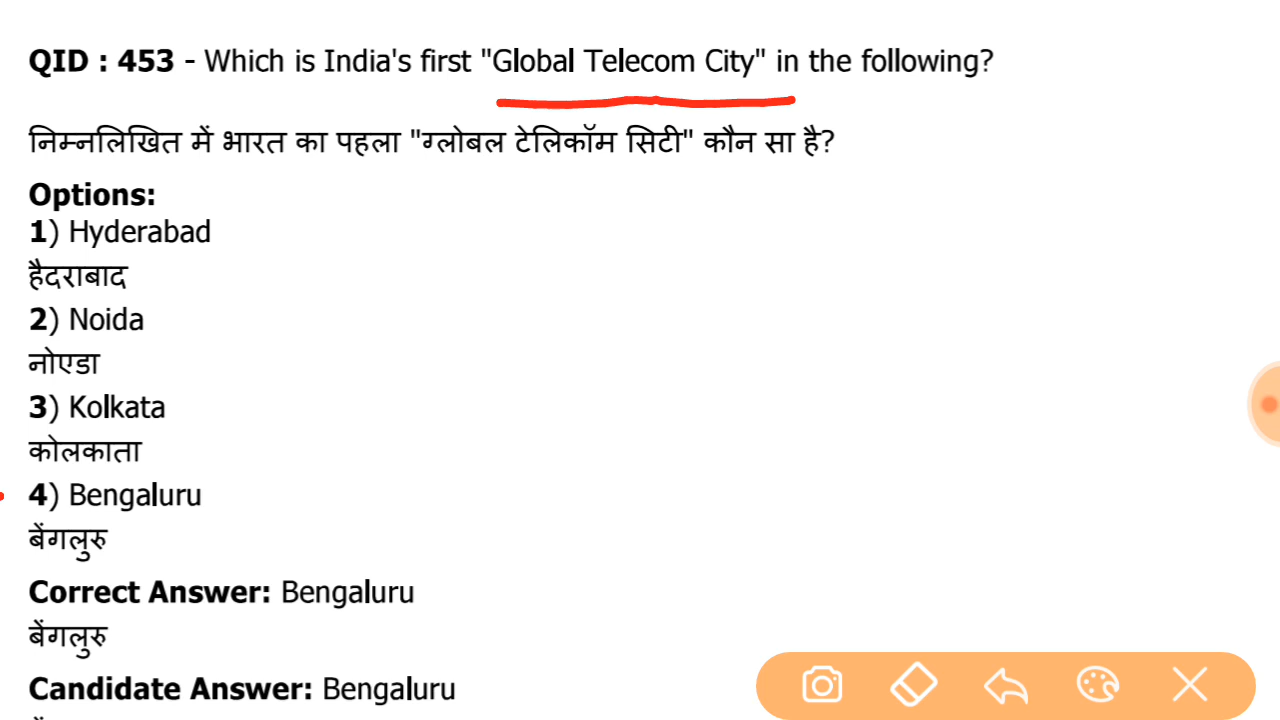 QID : 453 - Which is India's first "Global Telecom City" in the following?
निम्नलिखित में भारत का पहला "ग्लोबल टेलिकॉम सिटी" कौन सा है?
Options:
1) Hyderabad
हैदराबाद
2) Noida
नोएडा
3) Kolkata
कोलकाता
4) Bengaluru
बेंगलुरु
Correct Answer: Bengaluru
बेंगलुरु
Candidate Answer: Bengaluru